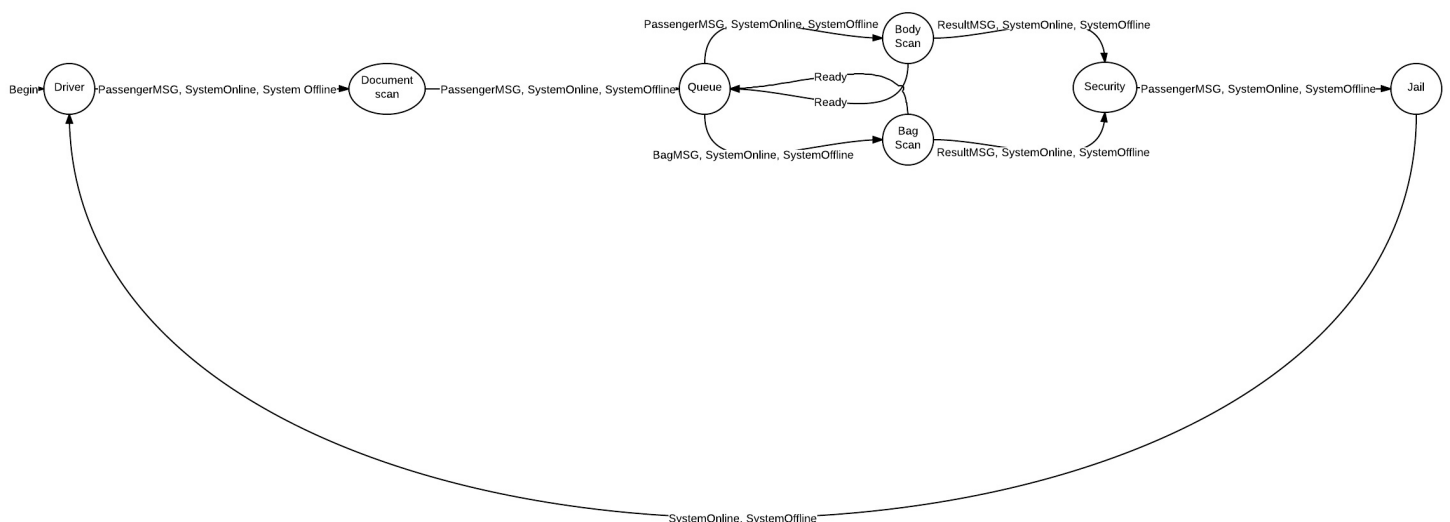 PassengerMSG, SystemOnline, SystemOffline
Body
Scan
ResultMSG, SystemOnline, SystemOffline
Begin
Driver
PassengerMSG, SystemOnline, System Offline
Document
scan
PassengerMSG, SystemOnline, SystemOffline
Queue
Ready
Ready
Security
PassengerMSG, SystemOnline, SystemOffline
Jail
BagMSG, SystemOnline, SystemOffline
Bag
Scan
ResultMSG, SystemOnline, SystemOffline
SystemOnline, SystemOffline